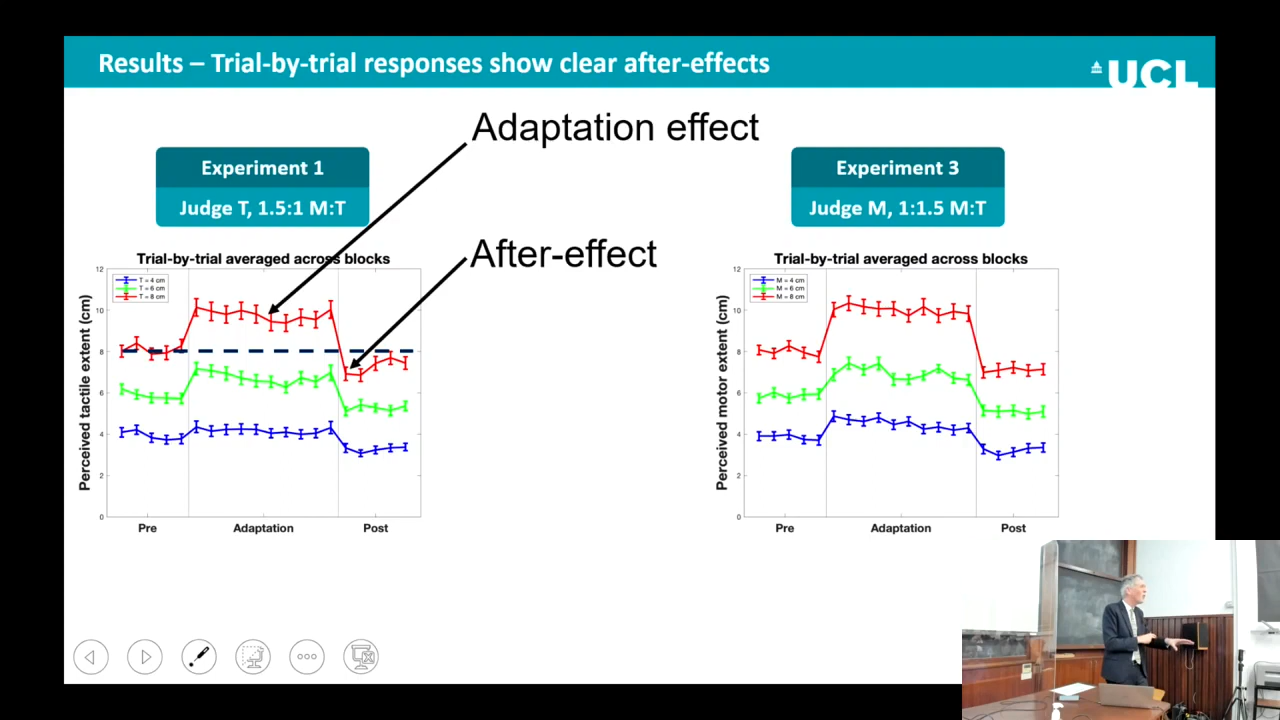 Results – Trial-by-trial responses show clear after-effects
UCL
Adaptation effect
Experiment 1
Judge T, 1.5:1 M:T
After-effect
Experiment 3
Judge M, 1:1.5 M:T
Trial-by-trial averaged across blocks
T = 4 cm
T = 6 cm
T = 8 cm
Perceived tactile extent (cm)
12
10
8
6
4
2
0
Pre
Adaptation
Post
Trial-by-trial averaged across blocks
M = 4 cm
M = 6 cm
M = 8 cm
Perceived motor extent (cm)
12
10
8
6
4
2
0
Pre
Adaptation
Post